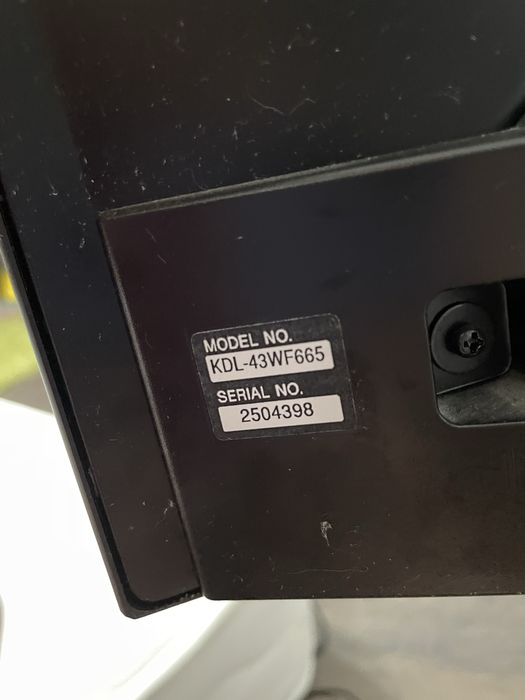 MODEL NO.
KDL-43WF665
SERIAL NO.
2504398